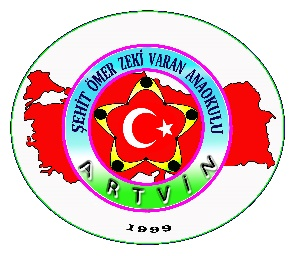 ŞEHİT ÖMER ZEKİ VARAN ANAOKULU
ARTVİN
1999